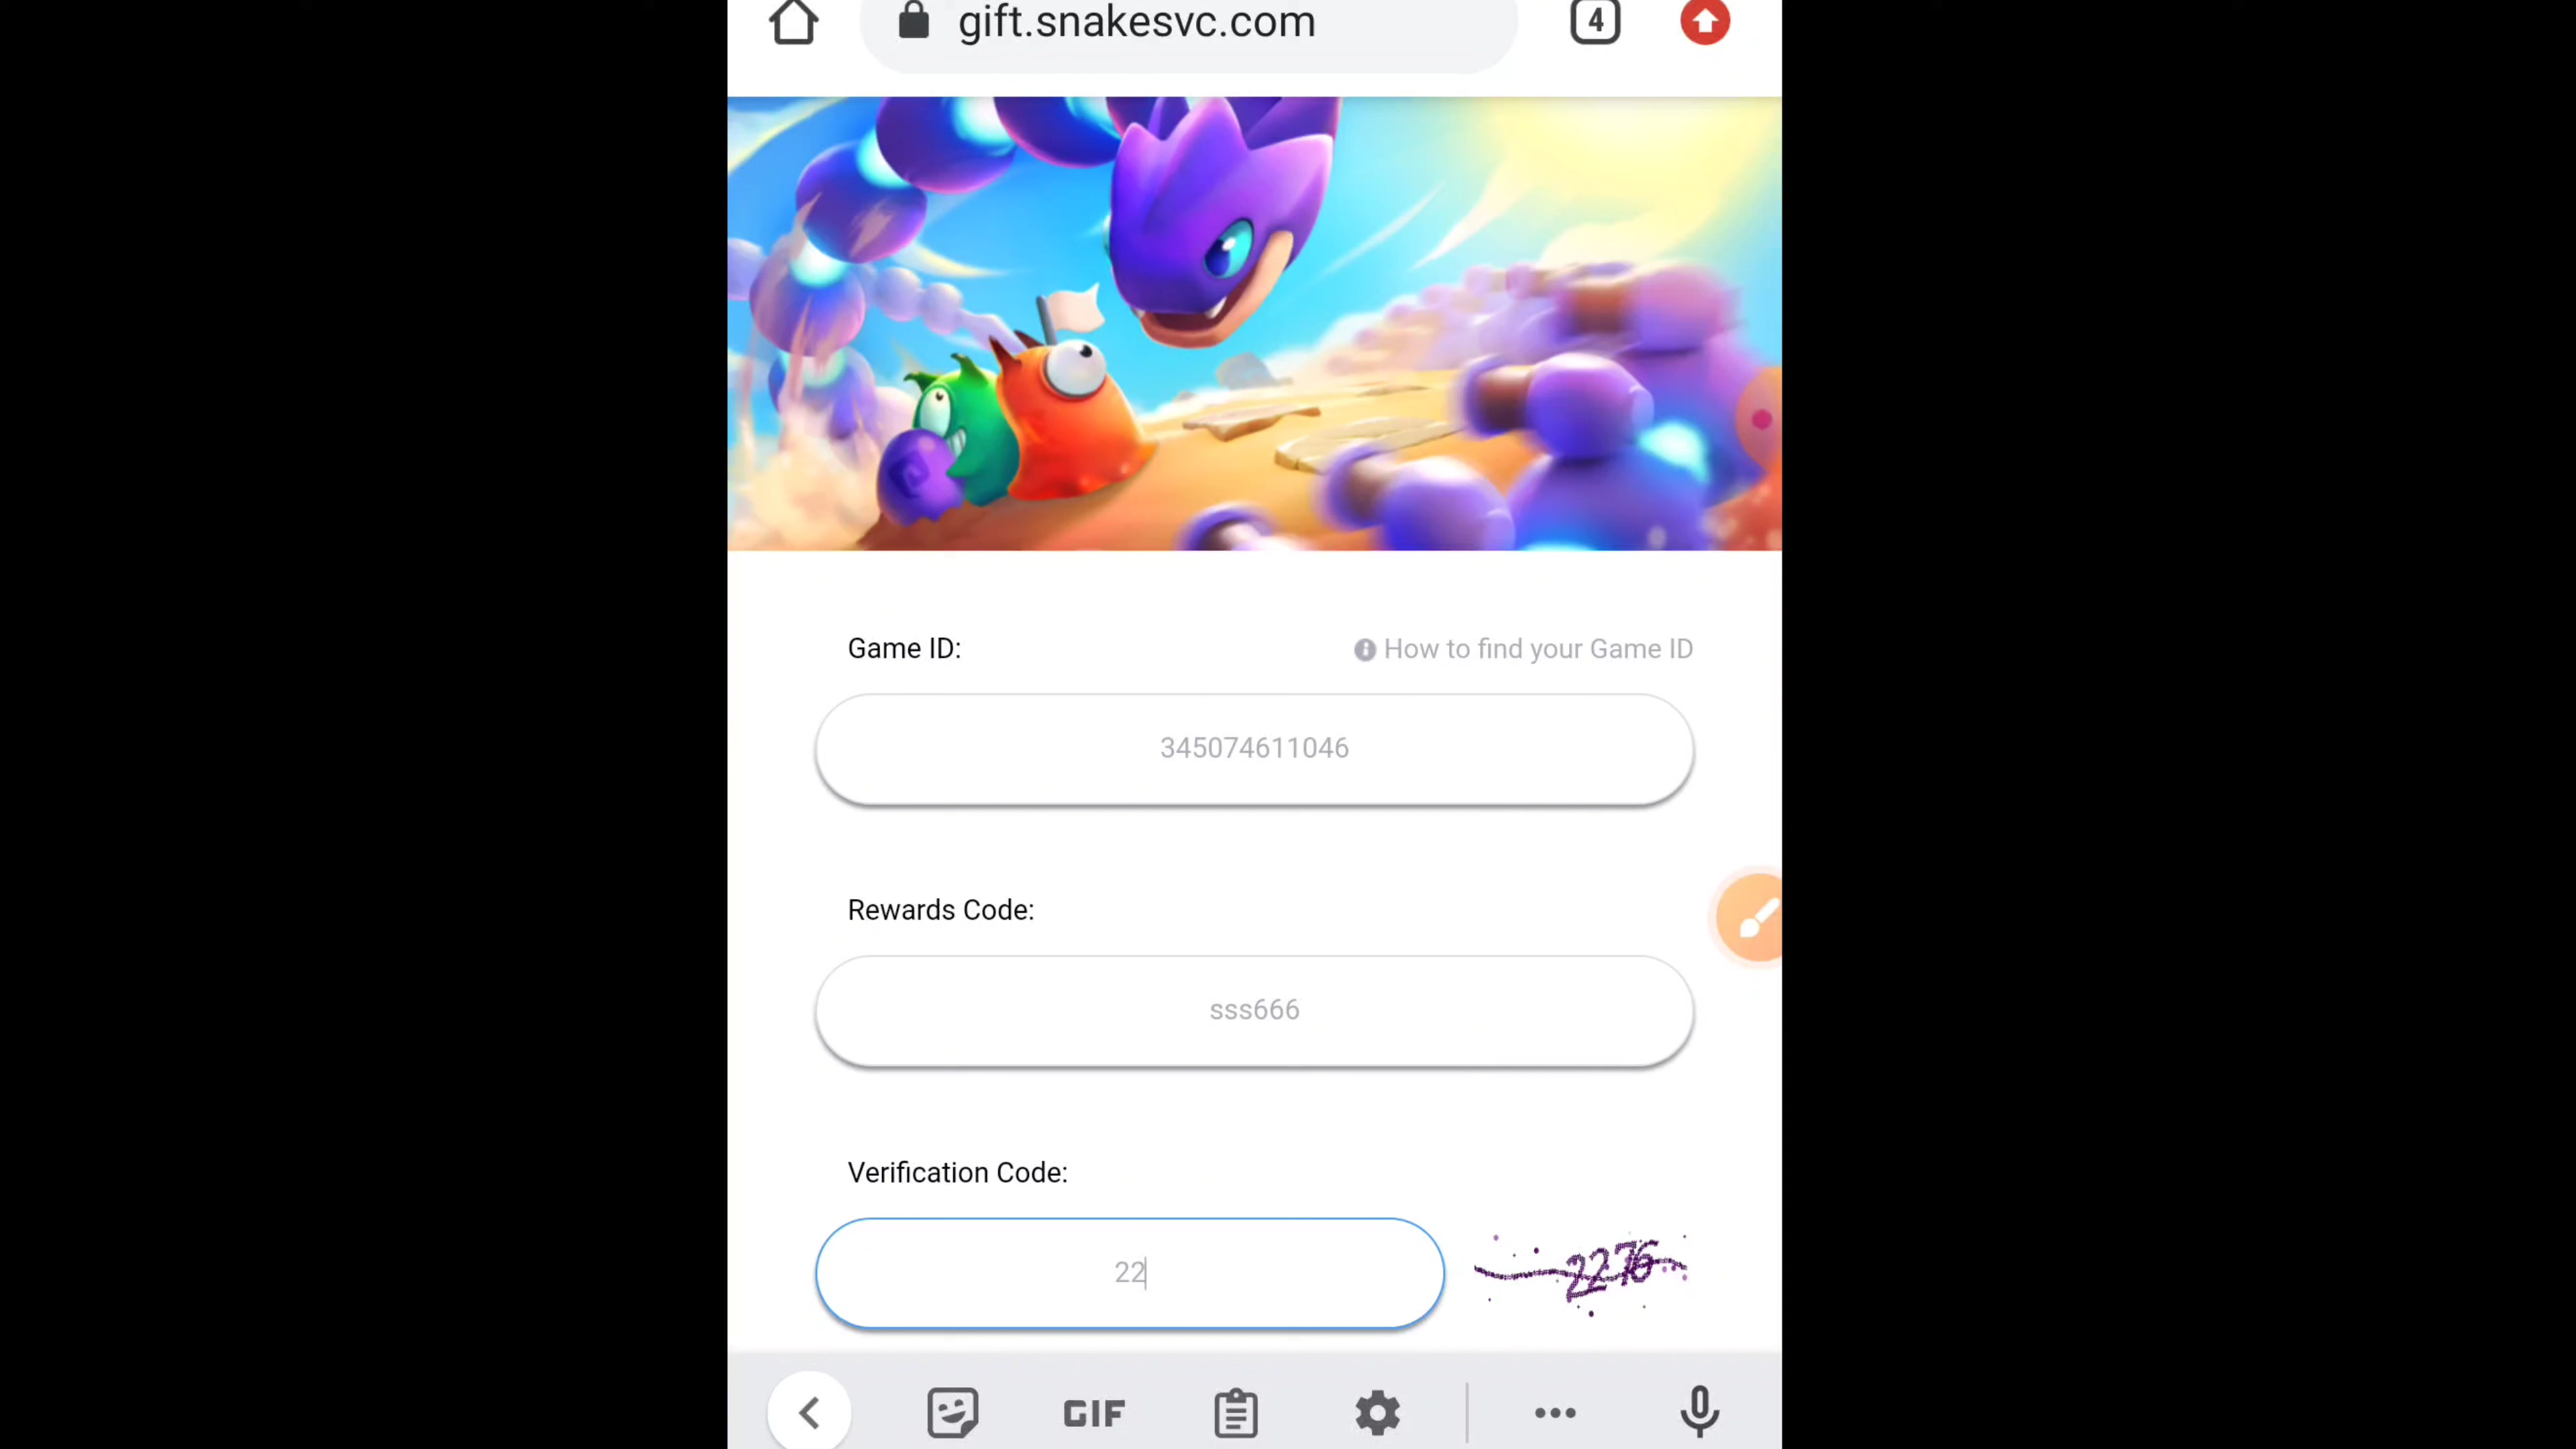 gift.snakesvc.com
4
Game ID:
How to find your Game ID
345074611046
Rewards Code:
sss666
Verification Code:
22
2276
GIF